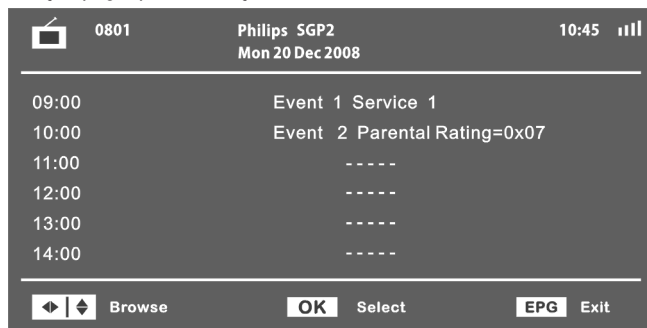 0801 Philips SGP2 10:45
Mon 20 Dec 2008
09:00 Event 1 Service 1
10:00 Event 2 Parental Rating=0x07
11:00 -----
12:00 -----
13:00 -----
14:00 -----
Browse OK Select EPG Exit